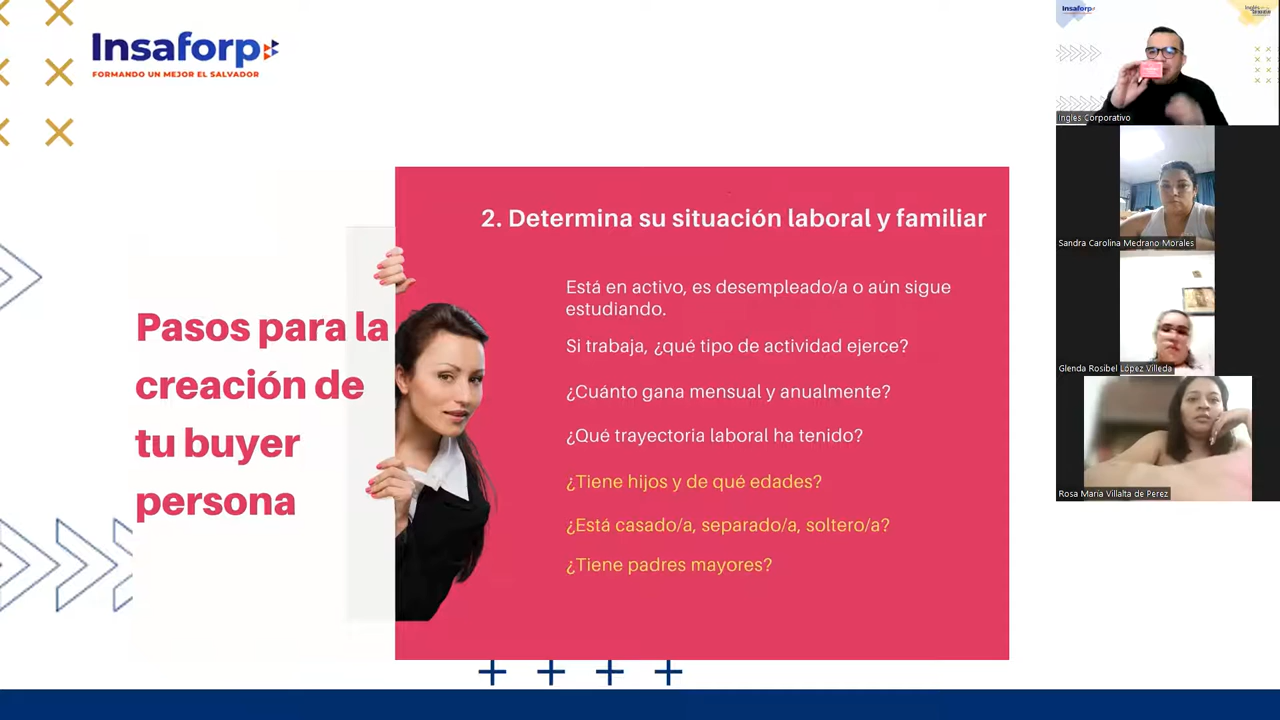 Insaforp
FORMANDO UN MEJOR EL SALVADOR
Pasos para la
creación de
tu buyer
persona
2. Determina su situación laboral y familiar
Está en activo, es desempleado/a o aún sigue
estudiando.
Si trabaja, ¿qué tipo de actividad ejerce?
¿Cuánto gana mensual y anualmente?
¿Qué trayectoria laboral ha tenido?
¿Tiene hijos y de qué edades?
¿Está casado/a, separado/a, soltero/a?
¿Tiene padres mayores?
Insaforp
Ingles Corporativo
Sandra Carolina Medrano Morales
Glenda Rosibel López Villeda
Rosa María Villalta de Perez